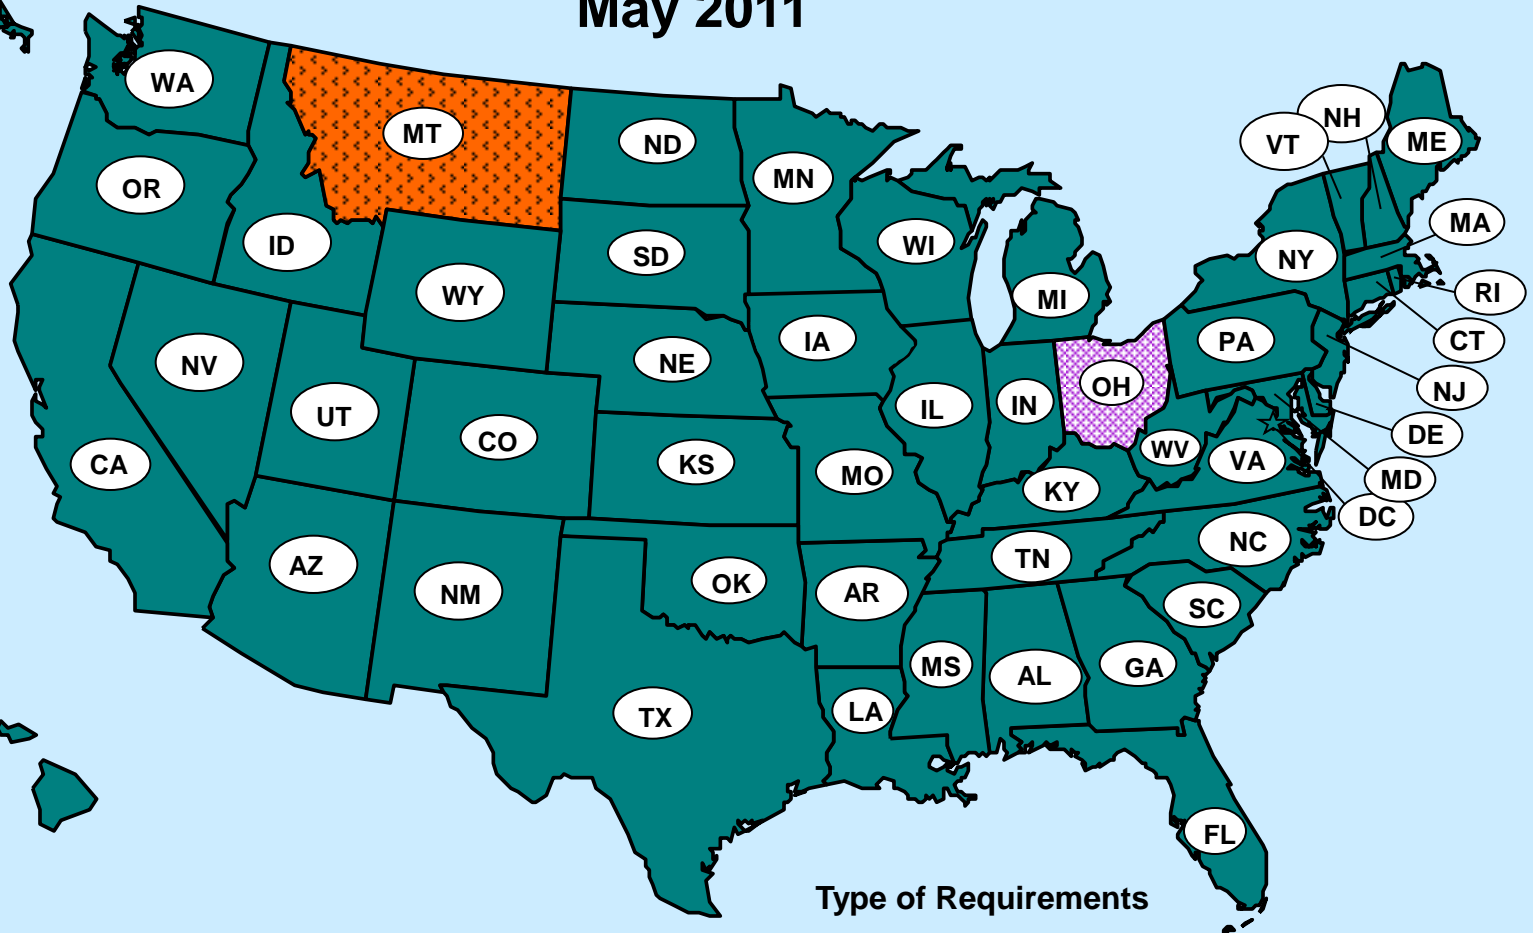 May 2011
WA
MT
ND
MN
OR
ID
SD
WI
WY
MI
NH
VT
ME
MA
NY
RI
CT
PA
NJ
NV
NE
IA
OH
UT
CO
IL
IN
DE
CA
KS
MO
WV
VA
MD
KY
DC
AZ
NM
OK
AR
TN
NC
SC
MS
AL
GA
TX
LA
FL
Type of Requirements